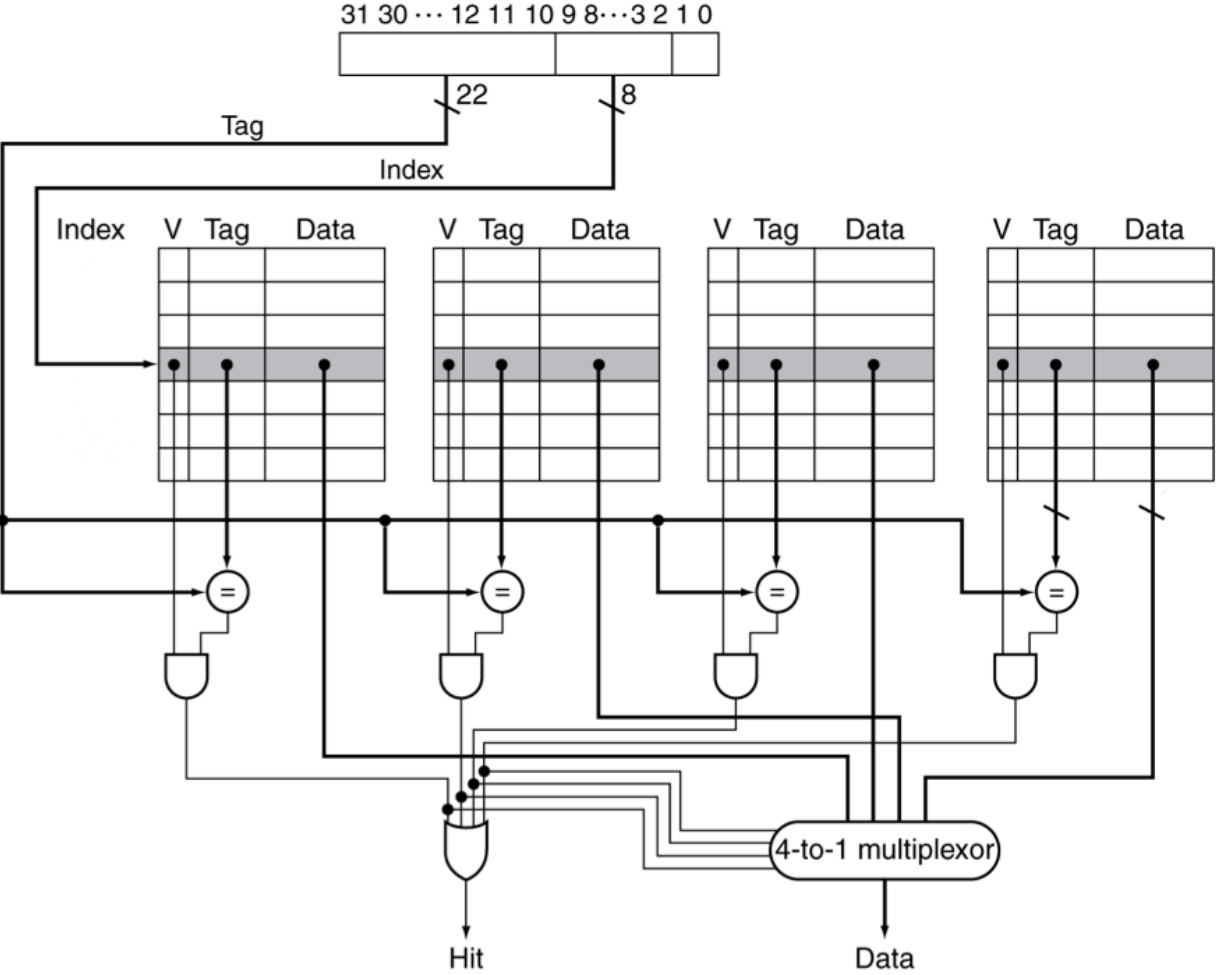 31 30 ··· 12 11 10 9 8···3 2 1 0
22
8
Tag
Index
Index V Tag Data V Tag Data V Tag Data V Tag Data
= = = =
4-to-1 multiplexor
Hit Data